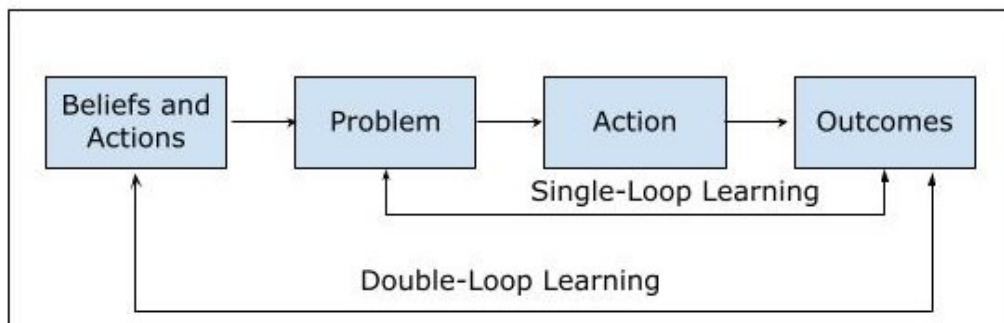 Beliefs and
Actions
Problem
Action
Outcomes
Single-Loop Learning
Double-Loop Learning